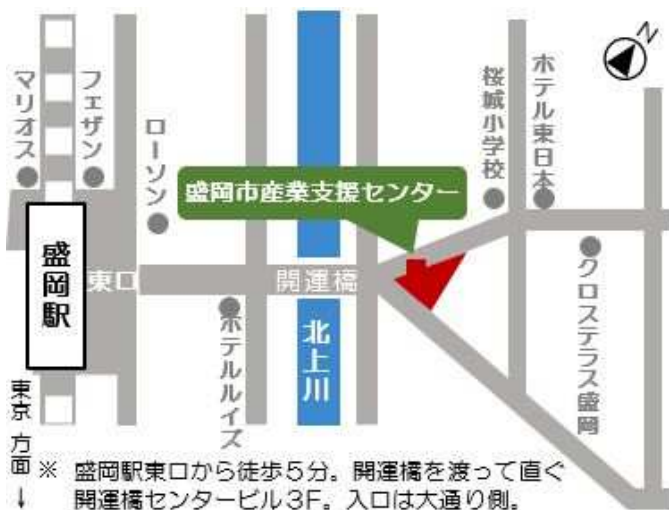 N
マリオス
フェザン
ローソン
桜城小学校
ホテル東日本
盛岡市産業支援センター
盛岡駅
東口
開運橋
北上川
ホテルルイズ
クロステラス盛岡
東京方面
↓
※ 盛岡駅東口から徒歩5分。開運橋を渡って直ぐ
開運橋センタービル3F。入口は大通り側。